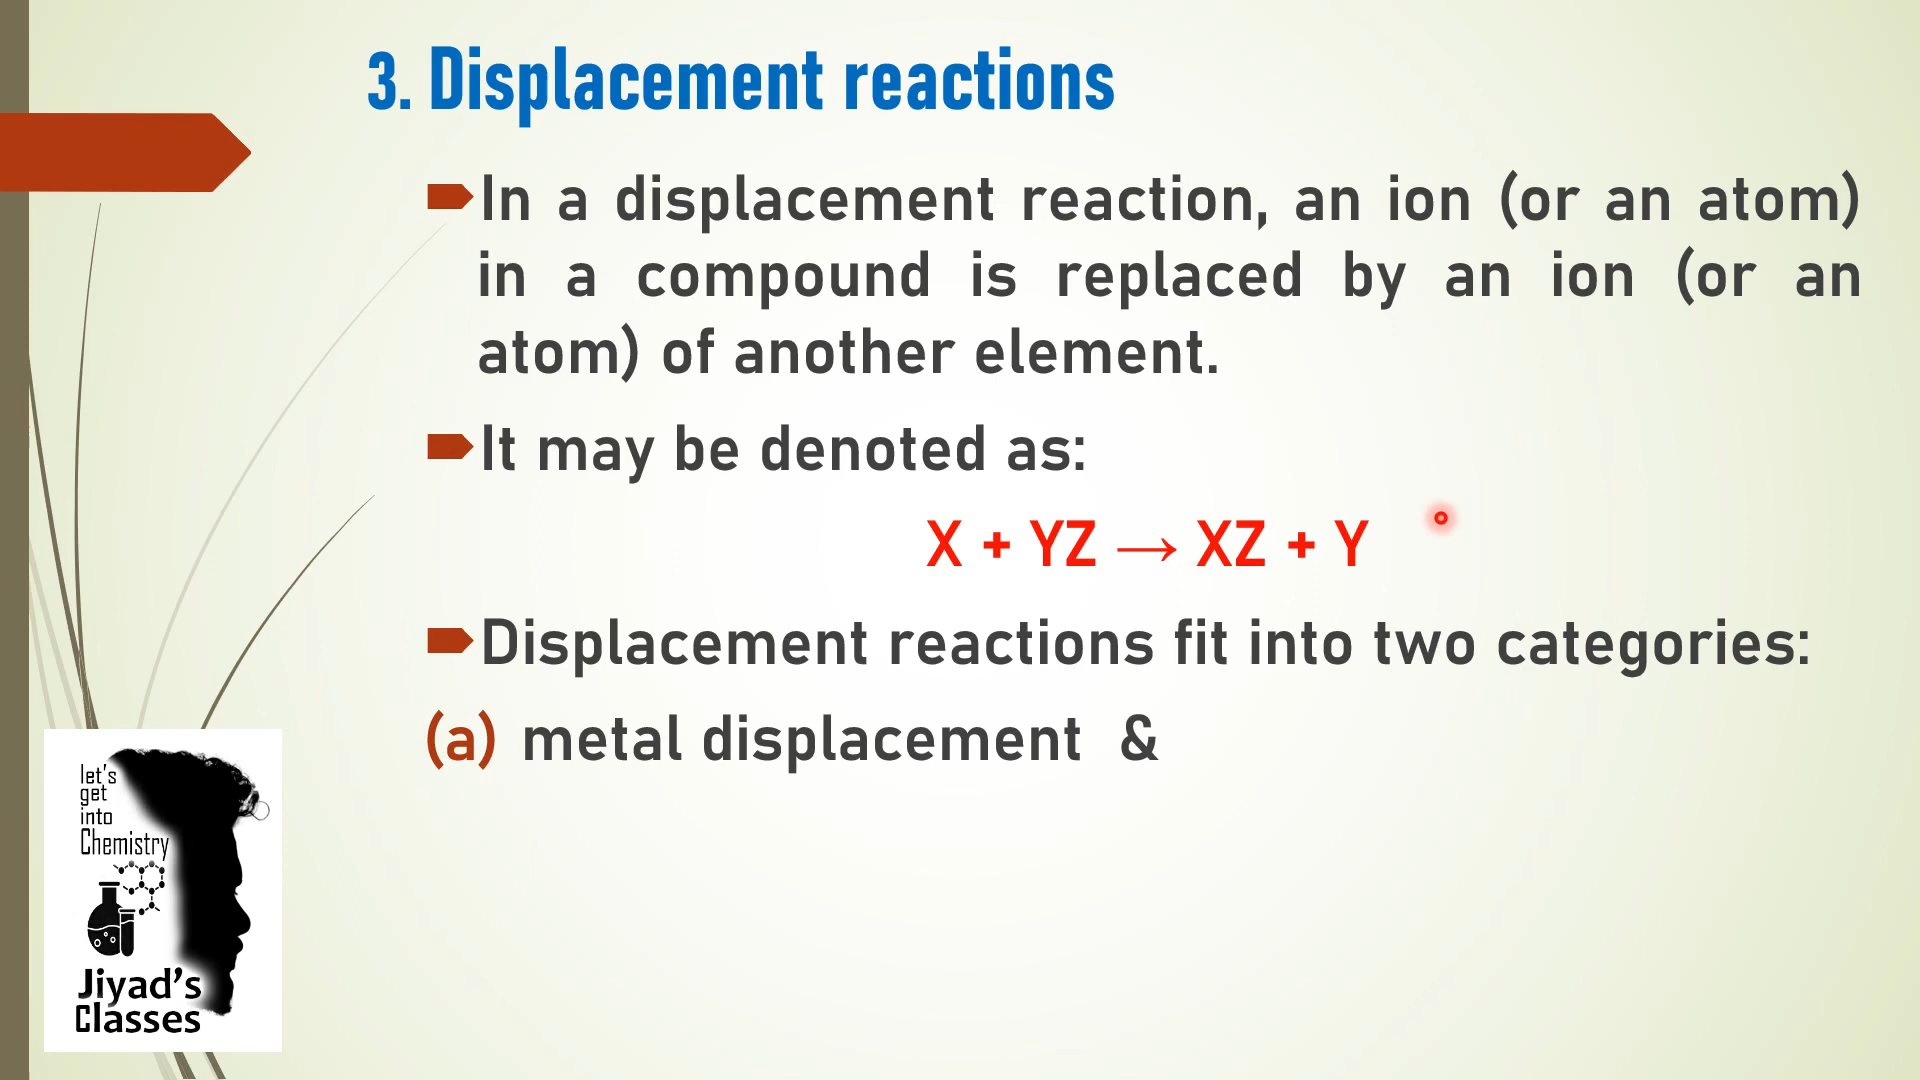 3. Displacement reactions
In a displacement reaction, an ion (or an atom)
in a compound is replaced by an ion (or an
atom) of another element.
It may be denoted as:
X + YZ → XZ + Y
Displacement reactions fit into two categories:
(a) metal displacement &
let's
get
into
Chemistry
Jiyad's
Classes